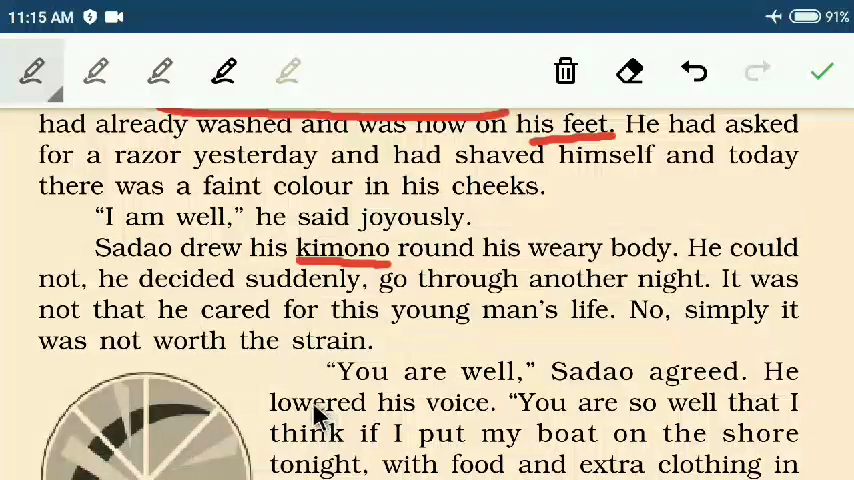 11:15 AM 91%
had already washed and was now on his feet. He had asked
for a razor yesterday and had shaved himself and today
there was a faint colour in his cheeks.
“I am well,” he said joyously.
Sadao drew his kimono round his weary body. He could
not, he decided suddenly, go through another night. It was
not that he cared for this young man’s life. No, simply it
was not worth the strain.
“You are well,” Sadao agreed. He
lowered his voice. “You are so well that I
think if I put my boat on the shore
tonight, with food and extra clothing in